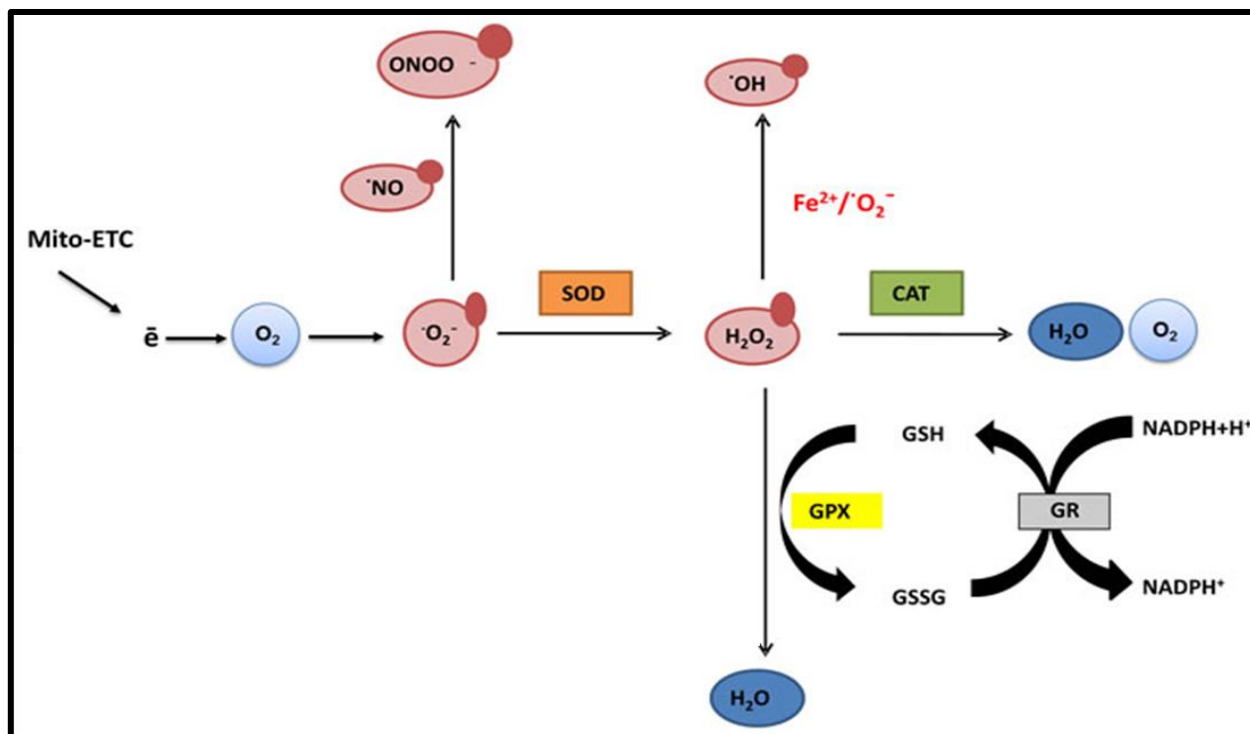 ONOO ⁻
˙OH
˙NO
Fe²⁺/˙O₂⁻
Mito-ETC
SOD
CAT
ē
O₂
˙O₂⁻
H₂O₂
H₂O
O₂
GSH
NADPH+H⁺
GPX
GR
GSSG
NADPH⁺
H₂O